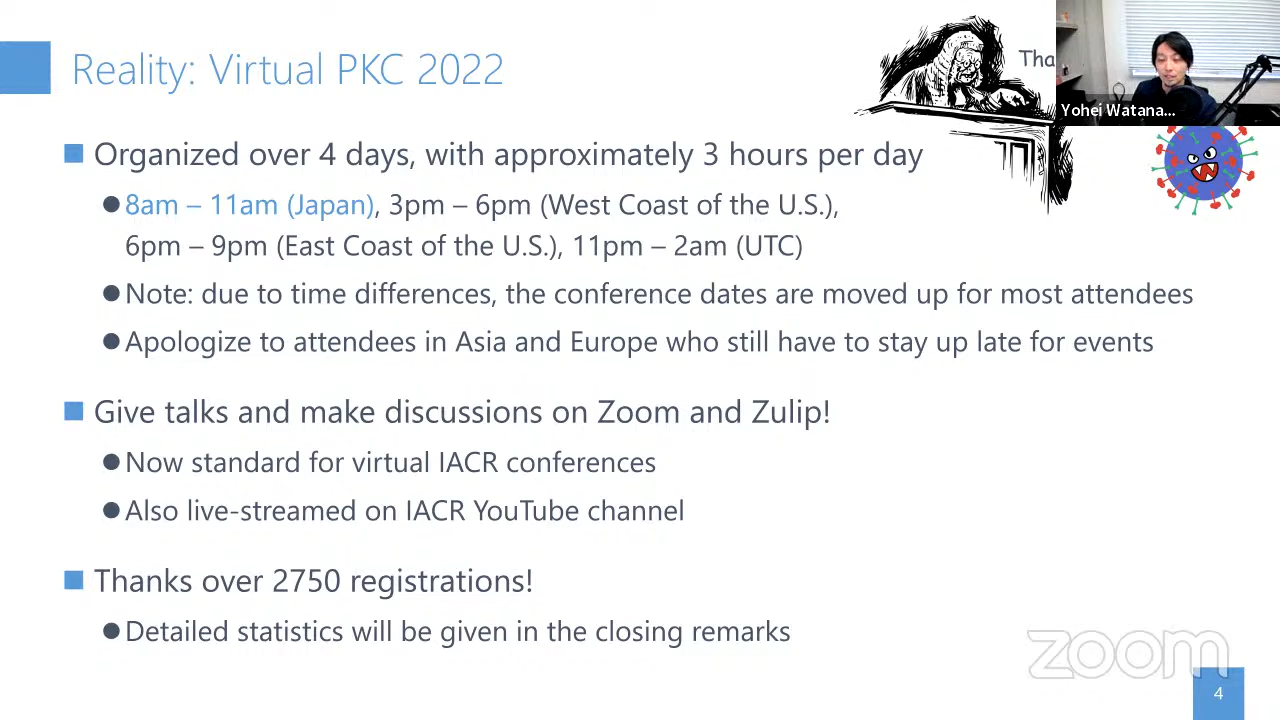 Reality: Virtual PKC 2022
Tha
Yohei Watana...
Organized over 4 days, with approximately 3 hours per day
8am – 11am (Japan), 3pm – 6pm (West Coast of the U.S.),
6pm – 9pm (East Coast of the U.S.), 11pm – 2am (UTC)
Note: due to time differences, the conference dates are moved up for most attendees
Apologize to attendees in Asia and Europe who still have to stay up late for events
Give talks and make discussions on Zoom and Zulip!
Now standard for virtual IACR conferences
Also live-streamed on IACR YouTube channel
Thanks over 2750 registrations!
Detailed statistics will be given in the closing remarks
zoom
4